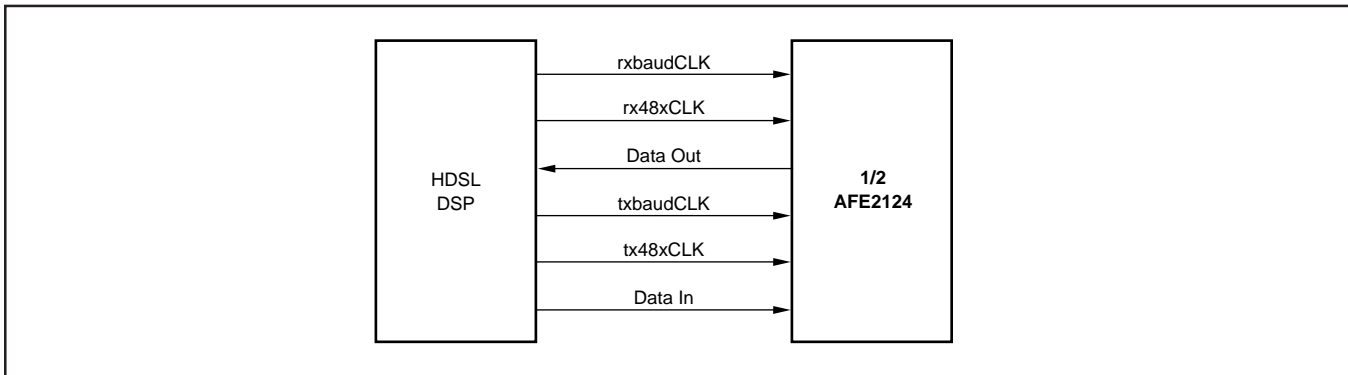 rxbaudCLK
rx48xCLK
Data Out
HDSL
DSP
1/2
AFE2124
txbaudCLK
tx48xCLK
Data In